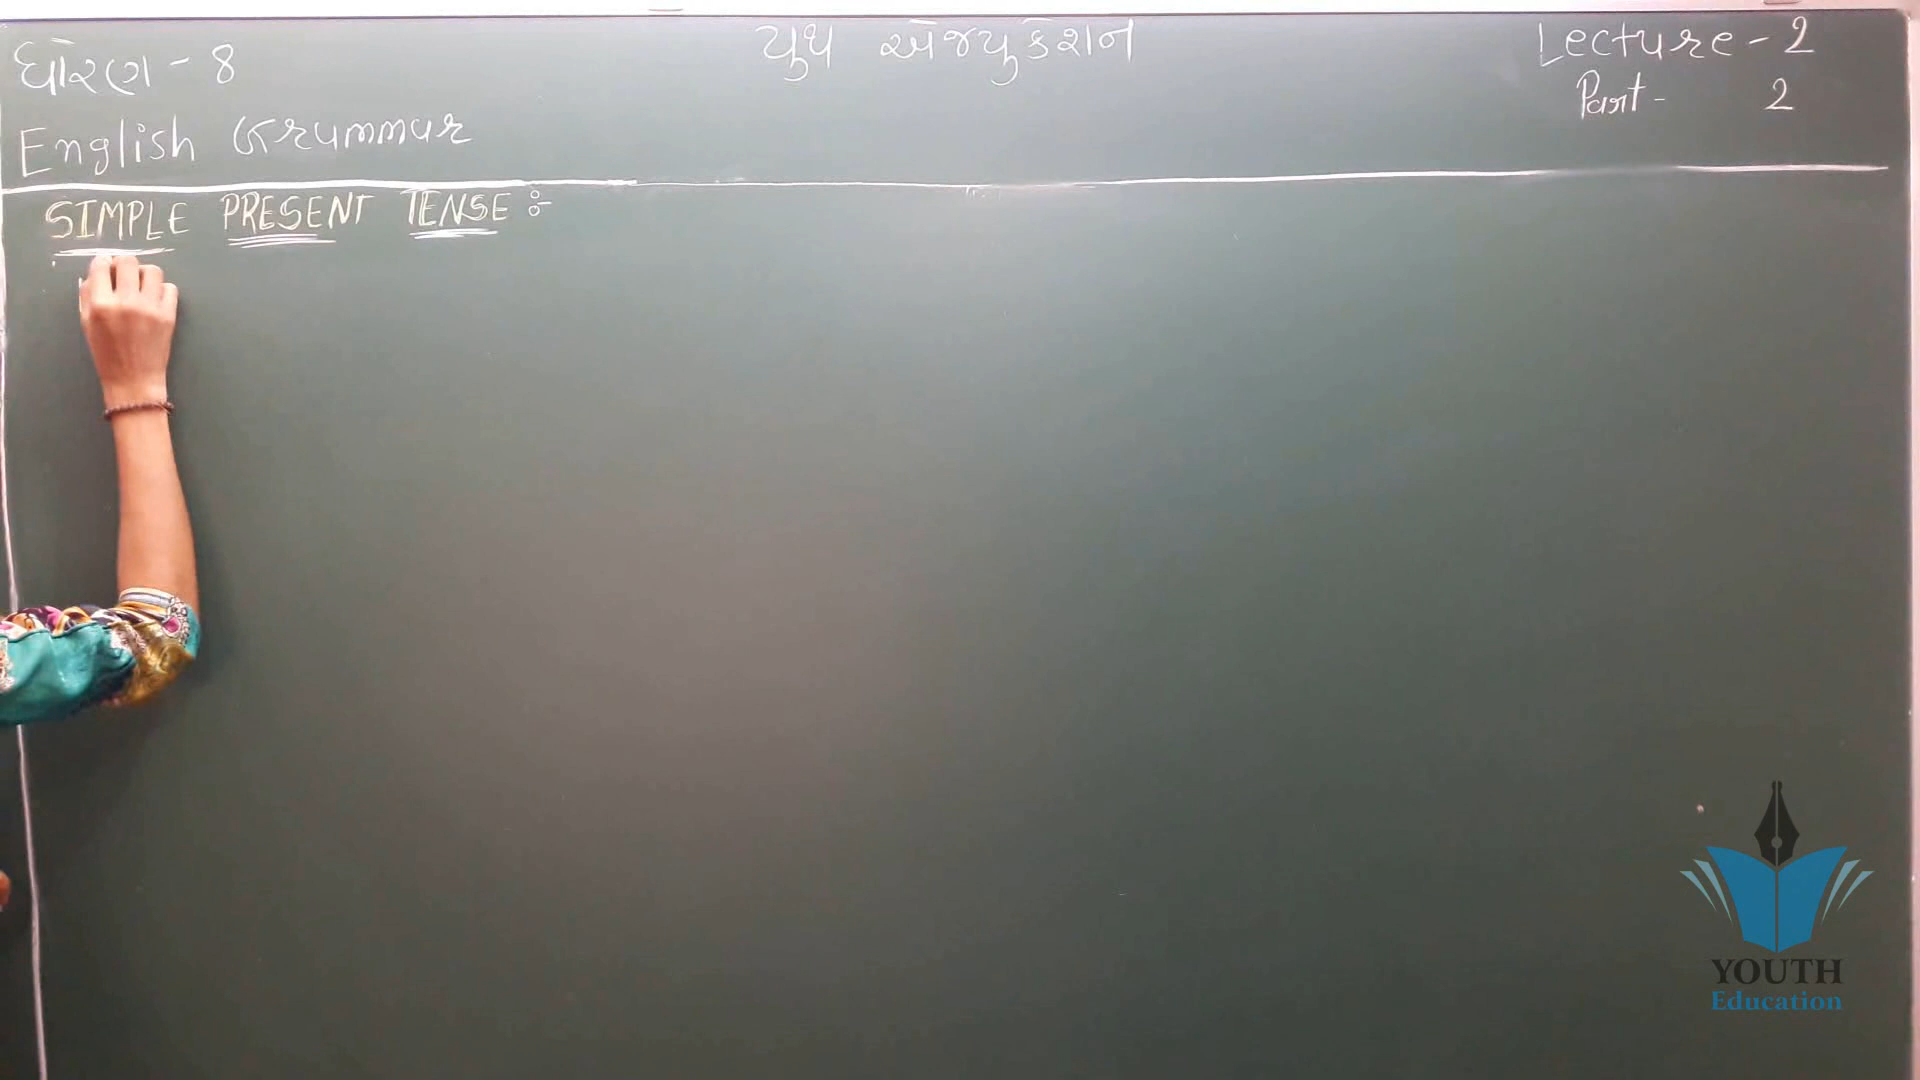 ધોરણ - 8
યુથ એજ્યુકેશન
Lecture - 2
Part - 2
English Grammar
SIMPLE PRESENT TENSE :-
YOUTH
Education